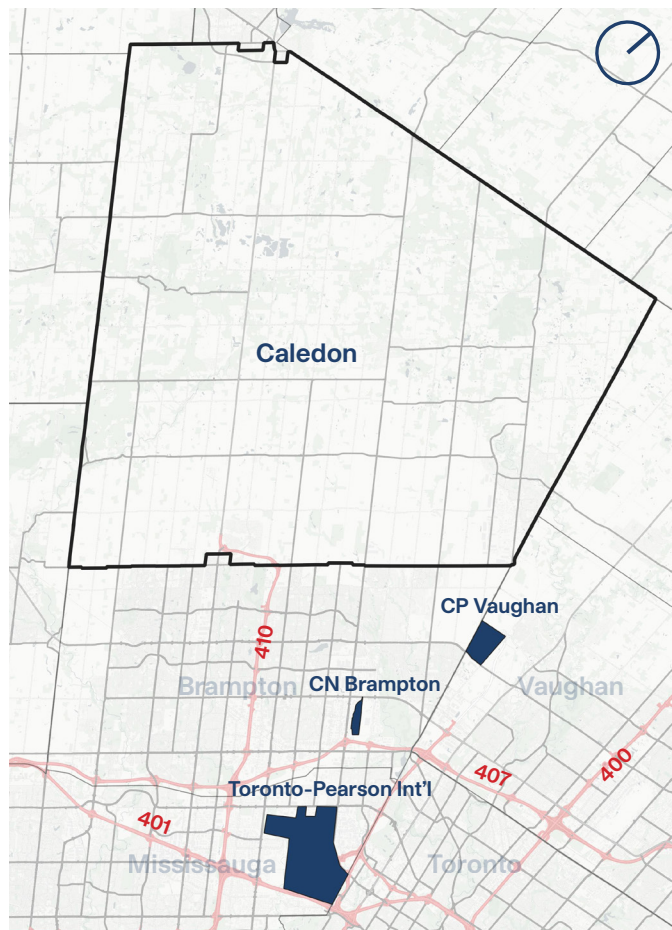 Caledon
CP Vaughan
410
Brampton
CN Brampton
Vaughan
407
400
Toronto-Pearson Int'l
401
Mississauga
Toronto